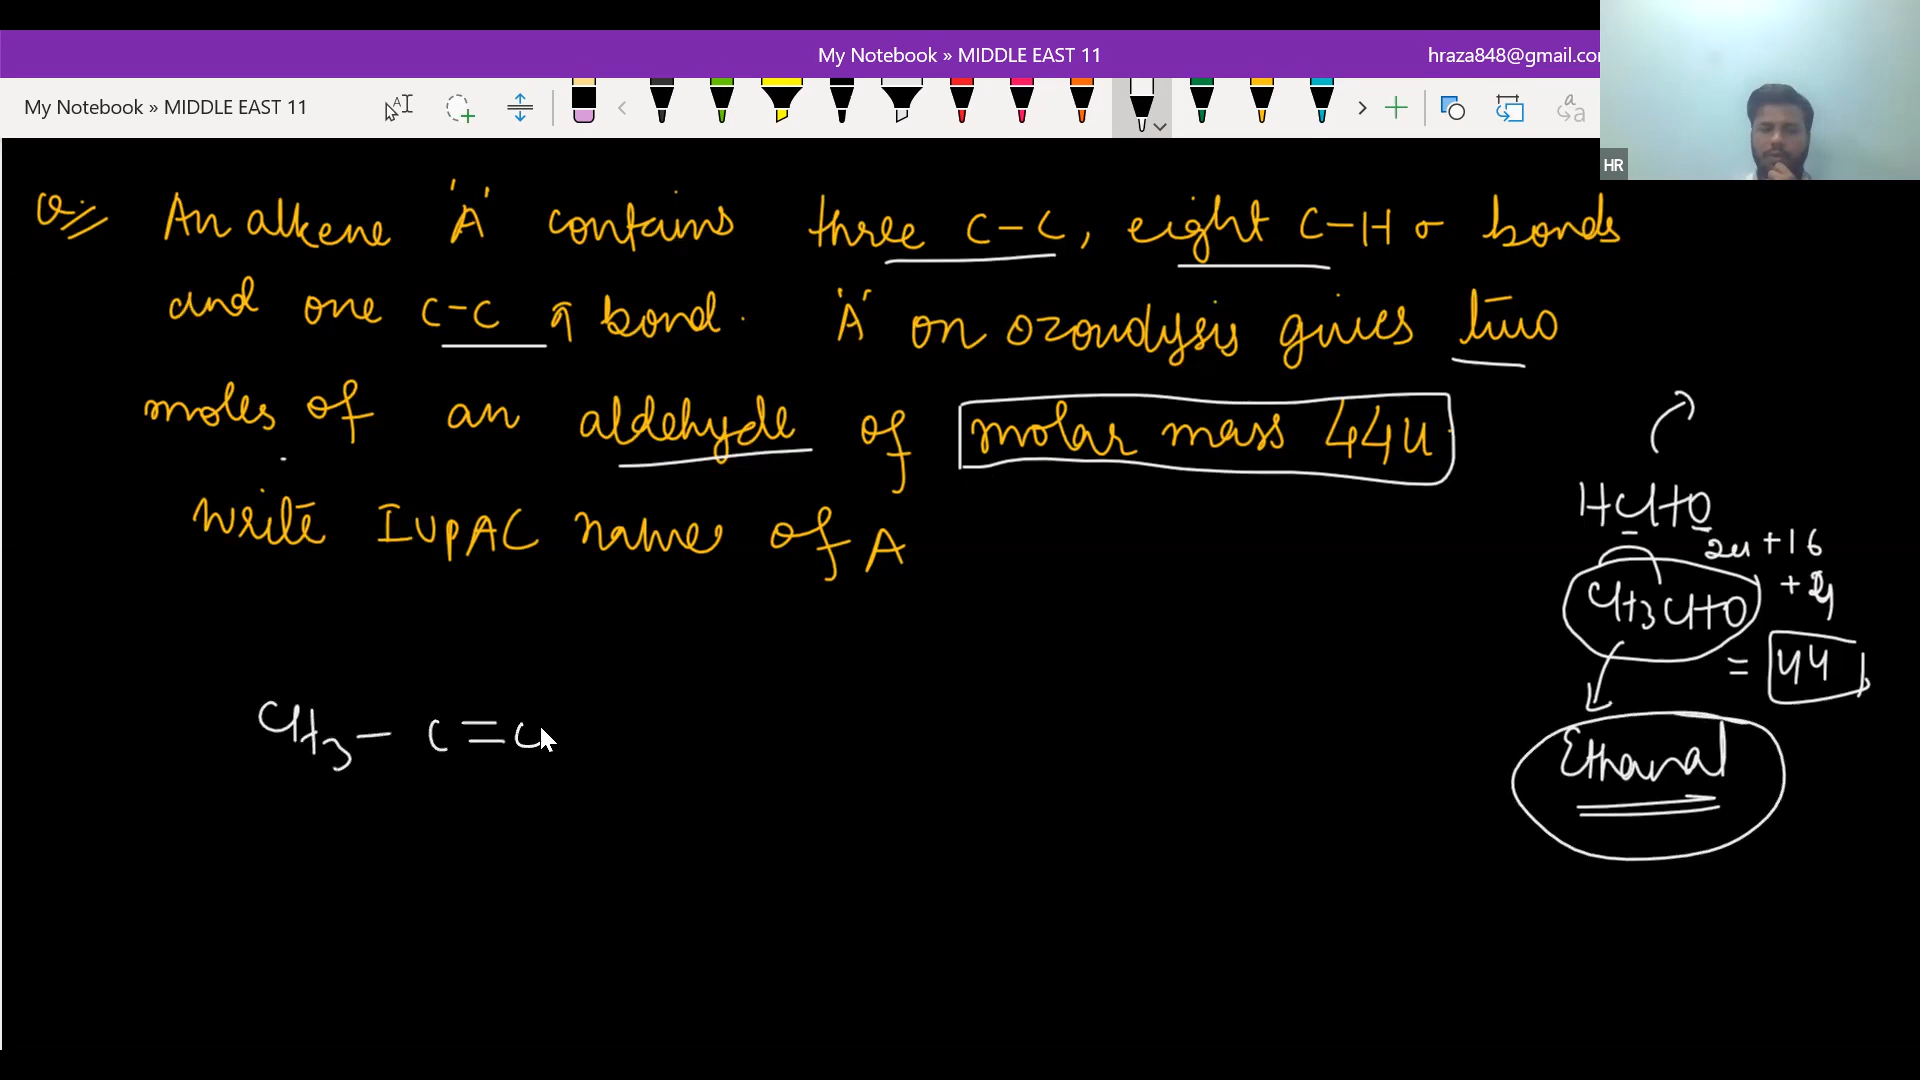 My Notebook » MIDDLE EAST 11
hraza848@gmail.co
My Notebook » MIDDLE EAST 11
HR
Q. An alkene 'A' contains three C-C, eight C-H σ bonds
and one C-C π bond. 'A' on ozonolysis gives two
moles of an aldehyde of molar mass 44u
write IUPAC name of A
HCHO
24+16
+4
CH3CHO
= 44
Ethanal
CH3- C=C